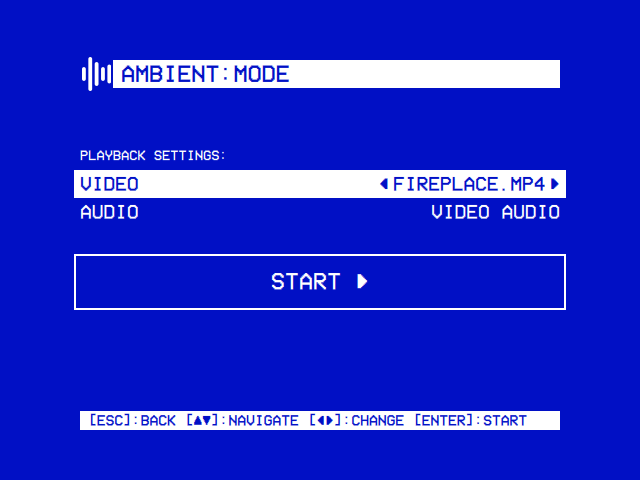 AMBIENT:MODE
PLAYBACK SETTINGS:
VIDEO ◀FIREPLACE.MP4▶
AUDIO VIDEO AUDIO
START ▶
[ESC]:BACK [▲▼]:NAVIGATE [◀▶]:CHANGE [ENTER]:START